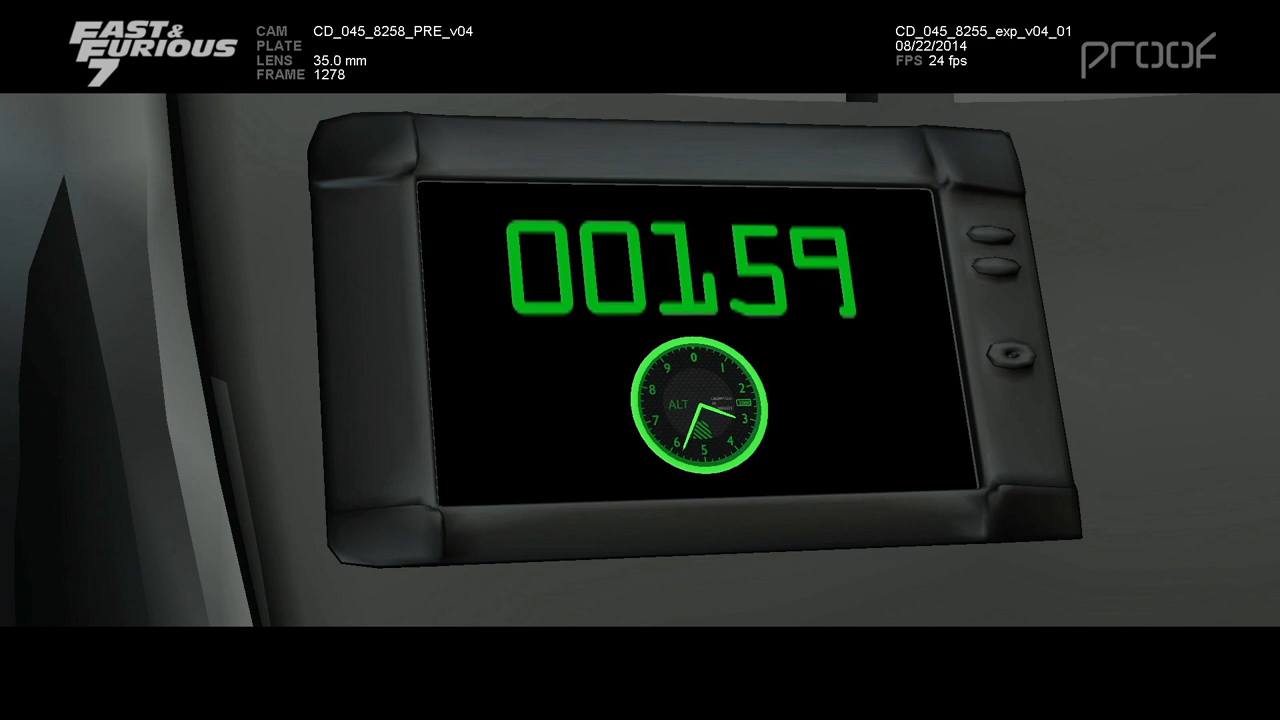 FAST &
FURIOUS
7
CAM CD_045_8258_PRE_v04
PLATE
LENS 35.0 mm
FRAME 1278
CD_045_8255_exp_v04_01
08/22/2014
FPS 24 fps
proof
00159
0
9 1
8 2
ALT
7 3
6 4
5